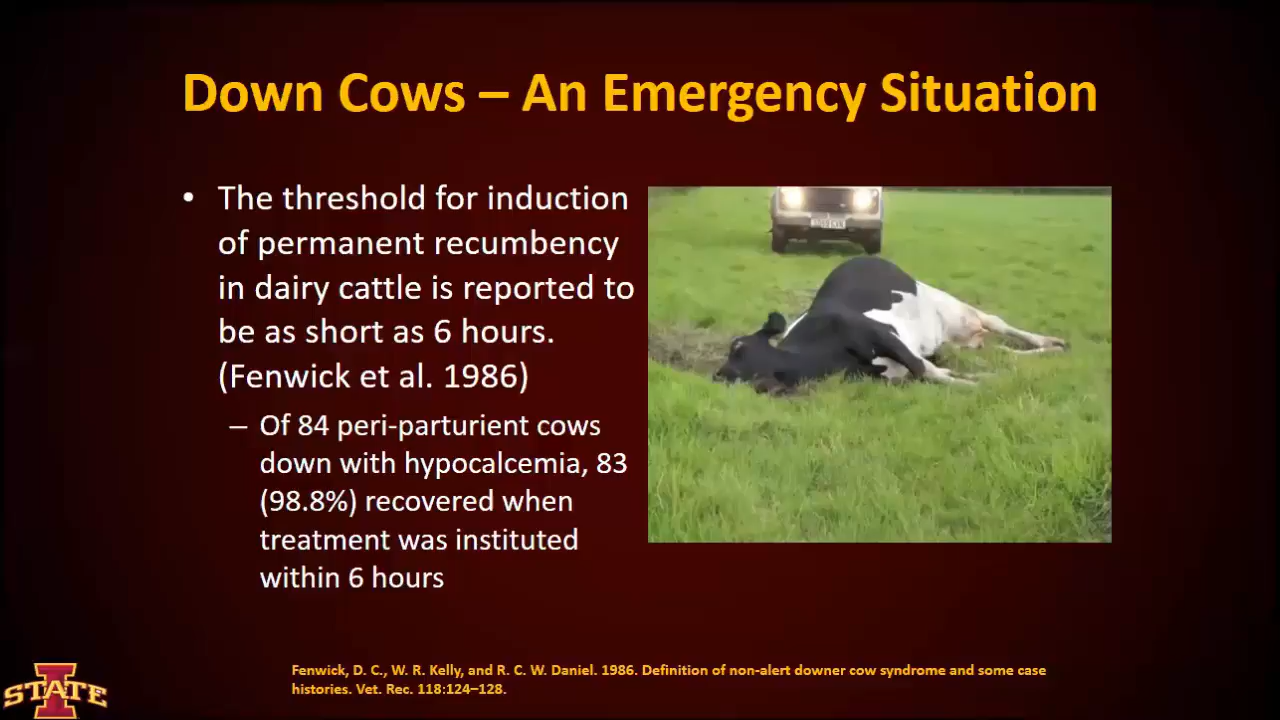 Down Cows – An Emergency Situation
• The threshold for induction
of permanent recumbency
in dairy cattle is reported to
be as short as 6 hours.
(Fenwick et al. 1986)
– Of 84 peri-parturient cows
down with hypocalcemia, 83
(98.8%) recovered when
treatment was instituted
within 6 hours
Fenwick, D. C., W. R. Kelly, and R. C. W. Daniel. 1986. Definition of non-alert downer cow syndrome and some case
histories. Vet. Rec. 118:124–128.
STATE